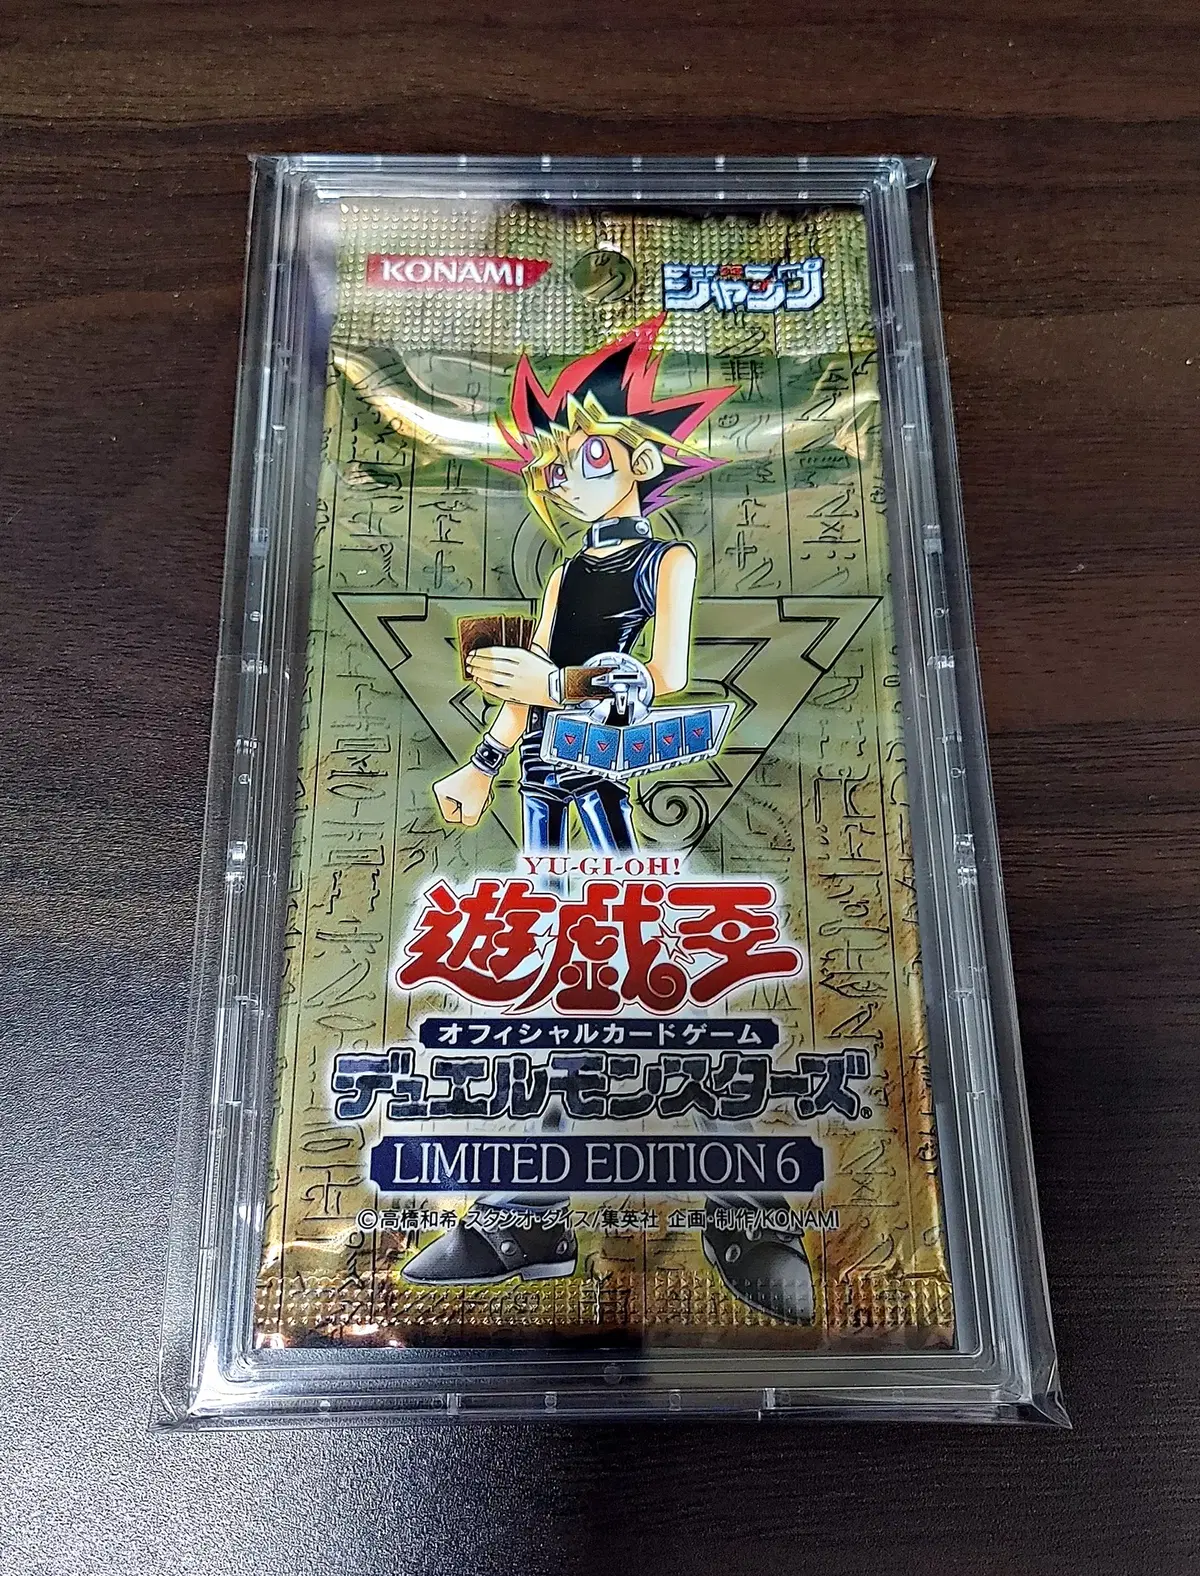 KONAMI
ジャンプ
YU-GI-OH!
遊戯王
オフィシャルカードゲーム
デュエルモンスターズ®
LIMITED EDITION 6
©高橋和希 スタジオ・ダイス/集英社 企画・制作/KONAMI